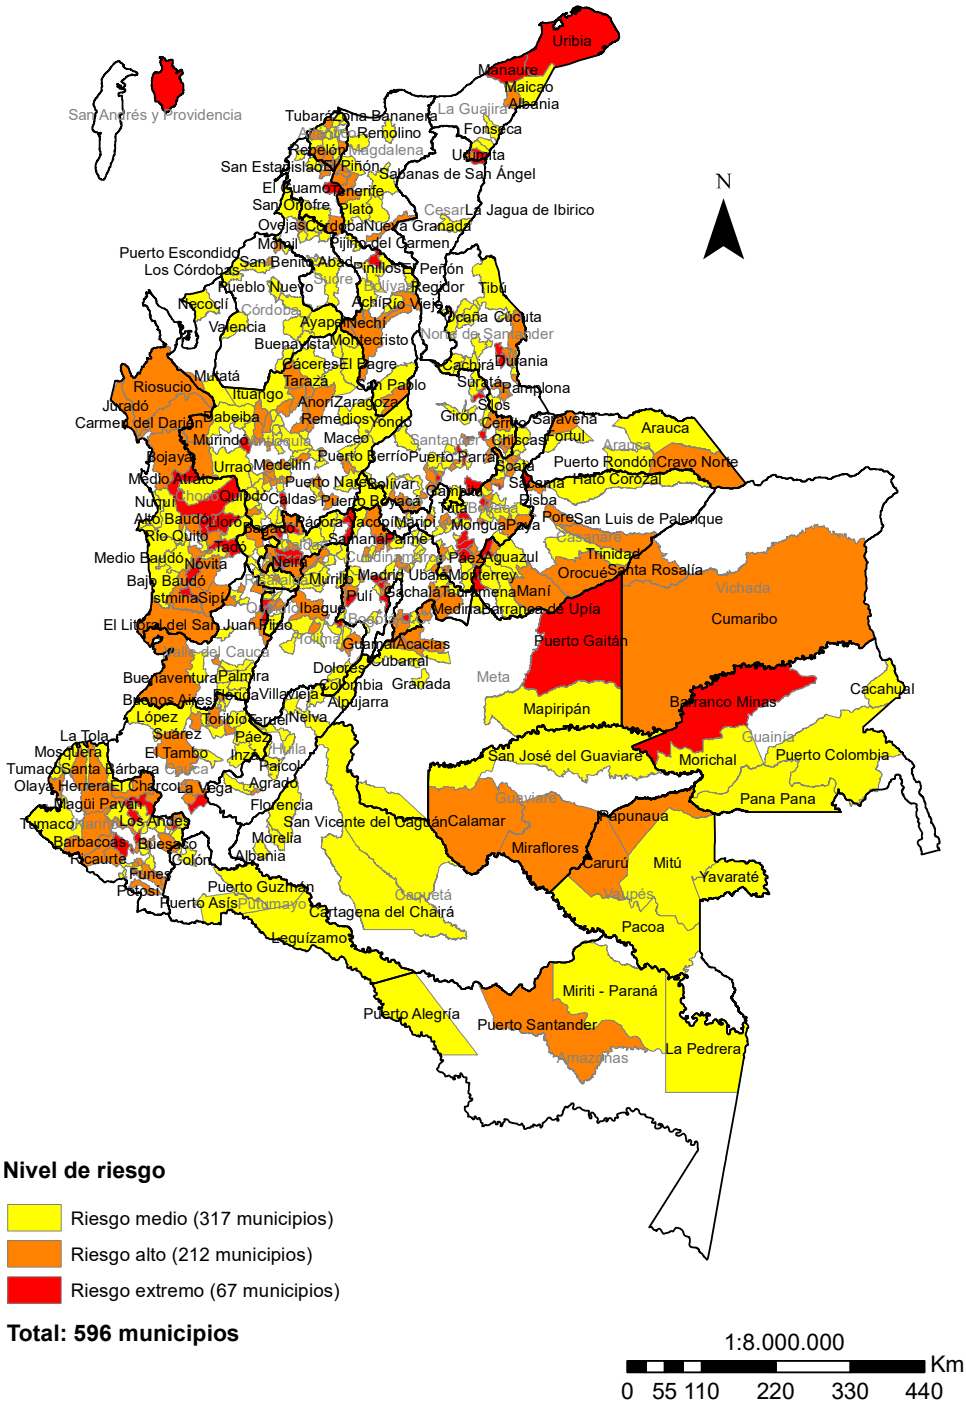 Uribia
Manaure
Maicao
Albania
San Andrés y Providencia
La Guajira
Tubará
Zona Bananera
Remolino
Fonseca
Repelón
Magdalena
Urumita
San Estanislao
El Piñón
Sabanas de San Ángel
El Guamo
Tenerife
San Onofre
Plato
Cesar
La Jagua de Ibirico
Ovejas
Córdoba
Nueva Granada
Momil
Pijiño del Carmen
Puerto Escondido
San Benito Abad
Los Córdobas
Pinillos
El Peñón
Sucre
Pueblo Nuevo
Bolívar
Regidor
Tibú
Necoclí
Achí
Río Viejo
Córdoba
Ocaña
Cúcuta
Valencia
Ayapel
Nechí
Norte de Santander
Buenavista
Montecristo
Cáceres
El Bagre
Cachirá
Durania
Mutatá
Tarazá
San Pablo
Suratá
Pamplona
Riosucio
Ituango
Anorí
Zaragoza
Silos
Juradó
Dabeiba
Remedios
Yondó
Girón
Cerrito
Saravena
Carmen del Darién
Arauca
Murindó
Antioquia
Maceo
Santander
Chiscas
Fortul
Arauca
Bojaya
Urrao
Medellín
Puerto Berrío
Puerto Parra
Soatá
Puerto Rondón
Cravo Norte
Medio Atrato
Puerto Nare
Bolívar
Sácama
Hato Corozal
Nuquí
Chocó
Quibdó
Caldas
Puerto Boyacá
Pisba
Alto Baudó
Lloró
Bagadó
Pácora
Yacopí
Maripí
Mongua
Paya
Pore
San Luis de Palenque
Río Quito
Tadó
Samaná
Paime
Casanare
Medio Baudó
Nóvita
Neira
Cundinamarca
Páez
Aguazul
Trinidad
Bajo Baudó
Risaralda
Murillo
Madrid
Ubalá
Monterrey
Orocué
Santa Rosalía
Istmina
Sipí
Pulí
Gachalá
Tauramena
Maní
Vichada
Ibagué
Medina
Barranca de Upía
Cumaribo
El Litoral del San Juan
Pijao
Puerto Gaitán
Tolima
Guamal
Acacías
Valle del Cauca
Cubarral
Dolores
Meta
Buenaventura
Palmira
Colombia
Granada
Barranco Minas
Cacahual
Buenos Aires
Florida
Villavieja
Alpujarra
Mapiripán
López
Toribío
Teruel
Neiva
Guainía
La Tola
Suárez
Páez
Huila
Mosquera
El Tambo
Inzá
San José del Guaviare
Morichal
Puerto Colombia
Tumaco
Santa Bárbara
Cauca
Paicol
Olaya Herrera
El Charco
La Vega
Agrado
Guaviare
Pana Pana
Magüí Payán
Florencia
Tumaco
Nariño
Los Andes
San Vicente del Caguán
Calamar
Papunauá
Barbacoas
Buesaco
Morelia
Miraflores
Ricaurte
Colón
Albania
Carurú
Mitú
Funes
Yavaraté
Potosí
Puerto Guzmán
Caquetá
Vaupés
Puerto Asís
Putumayo
Cartagena del Chairá
Pacoa
Leguízamo
Miriti - Paraná
Puerto Alegría
Puerto Santander
La Pedrera
Amazonas
N
Nivel de riesgo
Riesgo medio (317 municipios)
Riesgo alto (212 municipios)
Riesgo extremo (67 municipios)
Total: 596 municipios
1:8.000.000
Km
0 55 110 220 330 440